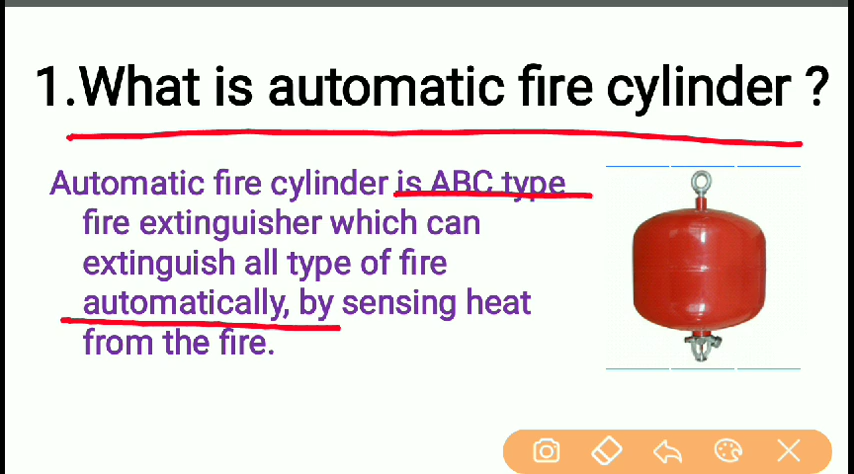 1.What is automatic fire cylinder ?
Automatic fire cylinder is ABC type
fire extinguisher which can
extinguish all type of fire
automatically, by sensing heat
from the fire.